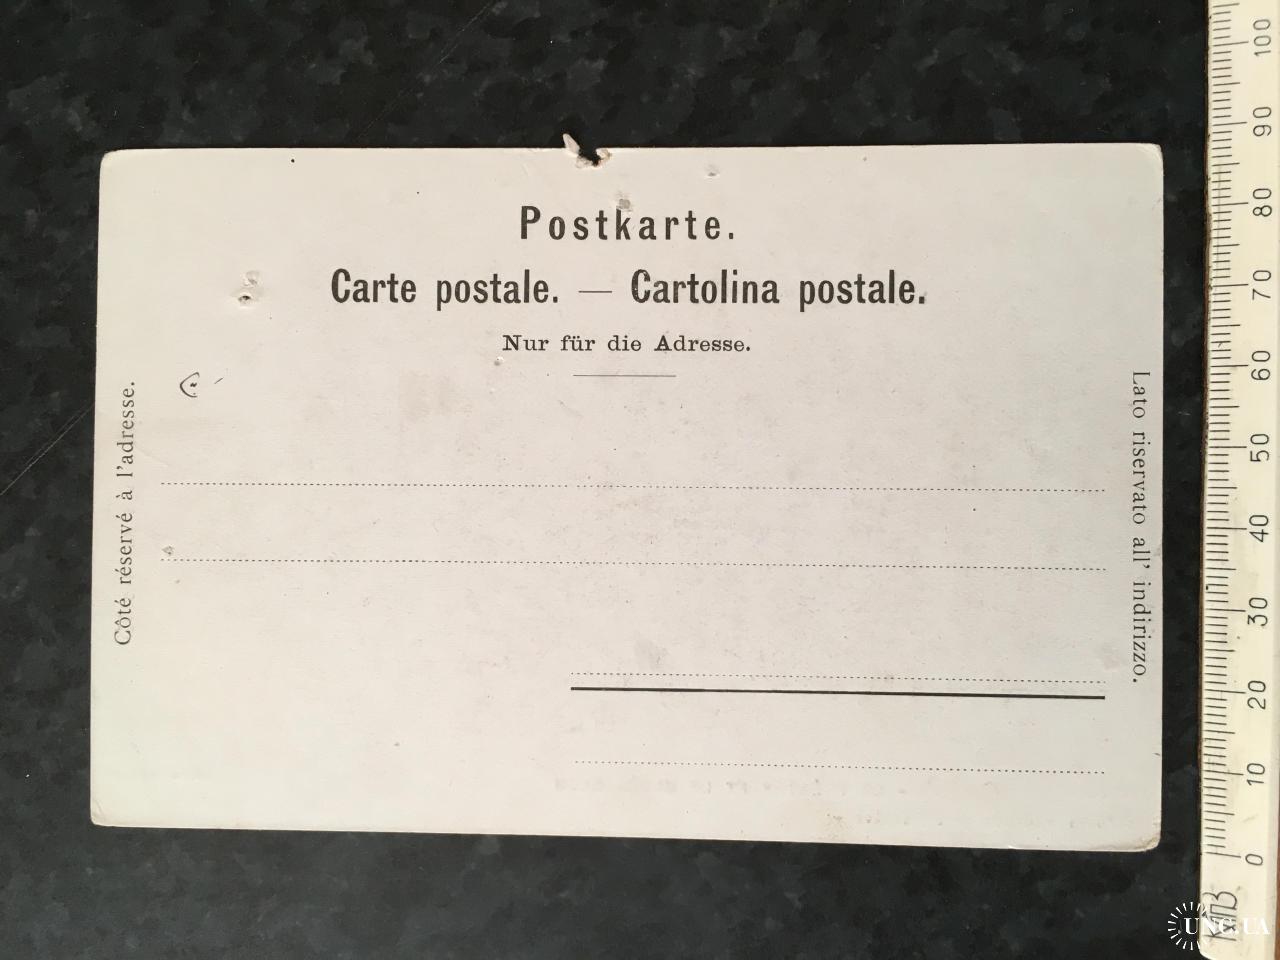 Postkarte.
Carte postale. — Cartolina postale.
Nur für die Adresse.
Côté réservé à l'adresse.
Lato riservato all' indirizzo.
100
90
80
70
60
50
40
30
20
10
0
UNC.UA